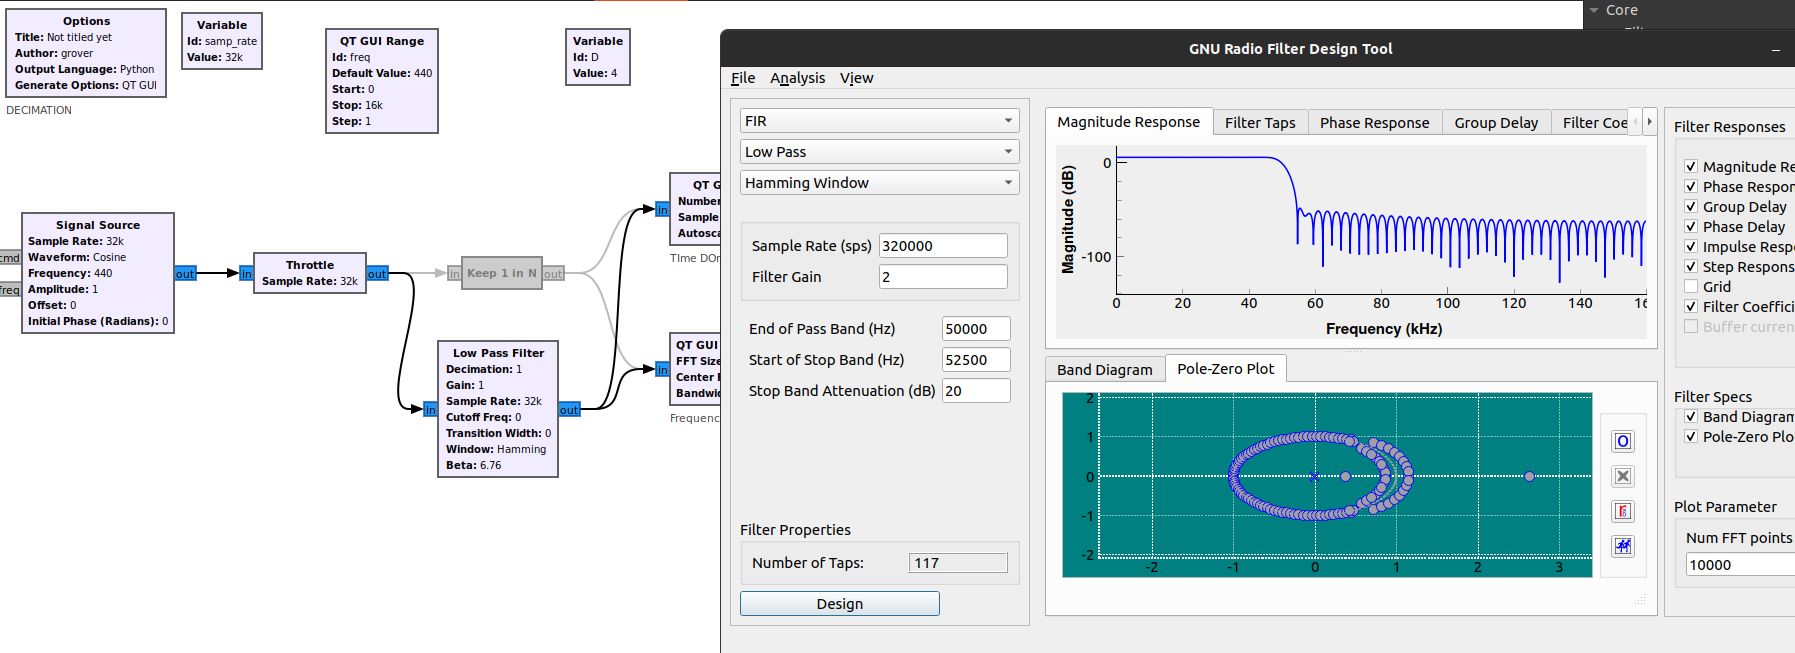 Options
Title: Not titled yet
Author: grover
Output Language: Python
Generate Options: QT GUI
DECIMATION
Variable
Id: samp_rate
Value: 32k
QT GUI Range
Id: freq
Default Value: 440
Start: 0
Stop: 16k
Step: 1
Variable
Id: D
Value: 4
Signal Source
Sample Rate: 32k
Waveform: Cosine
Frequency: 440
Amplitude: 1
Offset: 0
Initial Phase (Radians): 0
cmd
freq
out
in
Throttle
Sample Rate: 32k
out
in
Keep 1 in N
out
in
Low Pass Filter
Decimation: 1
Gain: 1
Sample Rate: 32k
Cutoff Freq: 0
Transition Width: 0
Window: Hamming
Beta: 6.76
out
in
QT G
Number
Sample
Autosca
TIme DOm
in
QT GUI
FFT Size
Center F
Bandwid
Frequenc
Core
GNU Radio Filter Design Tool
File Analysis View
FIR
Low Pass
Hamming Window
Sample Rate (sps) 320000
Filter Gain 2
End of Pass Band (Hz) 50000
Start of Stop Band (Hz) 52500
Stop Band Attenuation (dB) 20
Filter Properties
Number of Taps: 117
Design
Magnitude Response Filter Taps Phase Response Group Delay Filter Coe
Magnitude (dB)
0
-100
0 20 40 60 80 100 120 140 16
Frequency (kHz)
Band Diagram Pole-Zero Plot
2
1
0
-1
-2
-2 -1 0 1 2 3
Filter Responses
Magnitude Re
Phase Respon
Group Delay
Phase Delay
Impulse Respo
Step Respons
Grid
Filter Coeffici
Buffer curren
Filter Specs
Band Diagram
Pole-Zero Plo
Plot Parameter
Num FFT points
10000